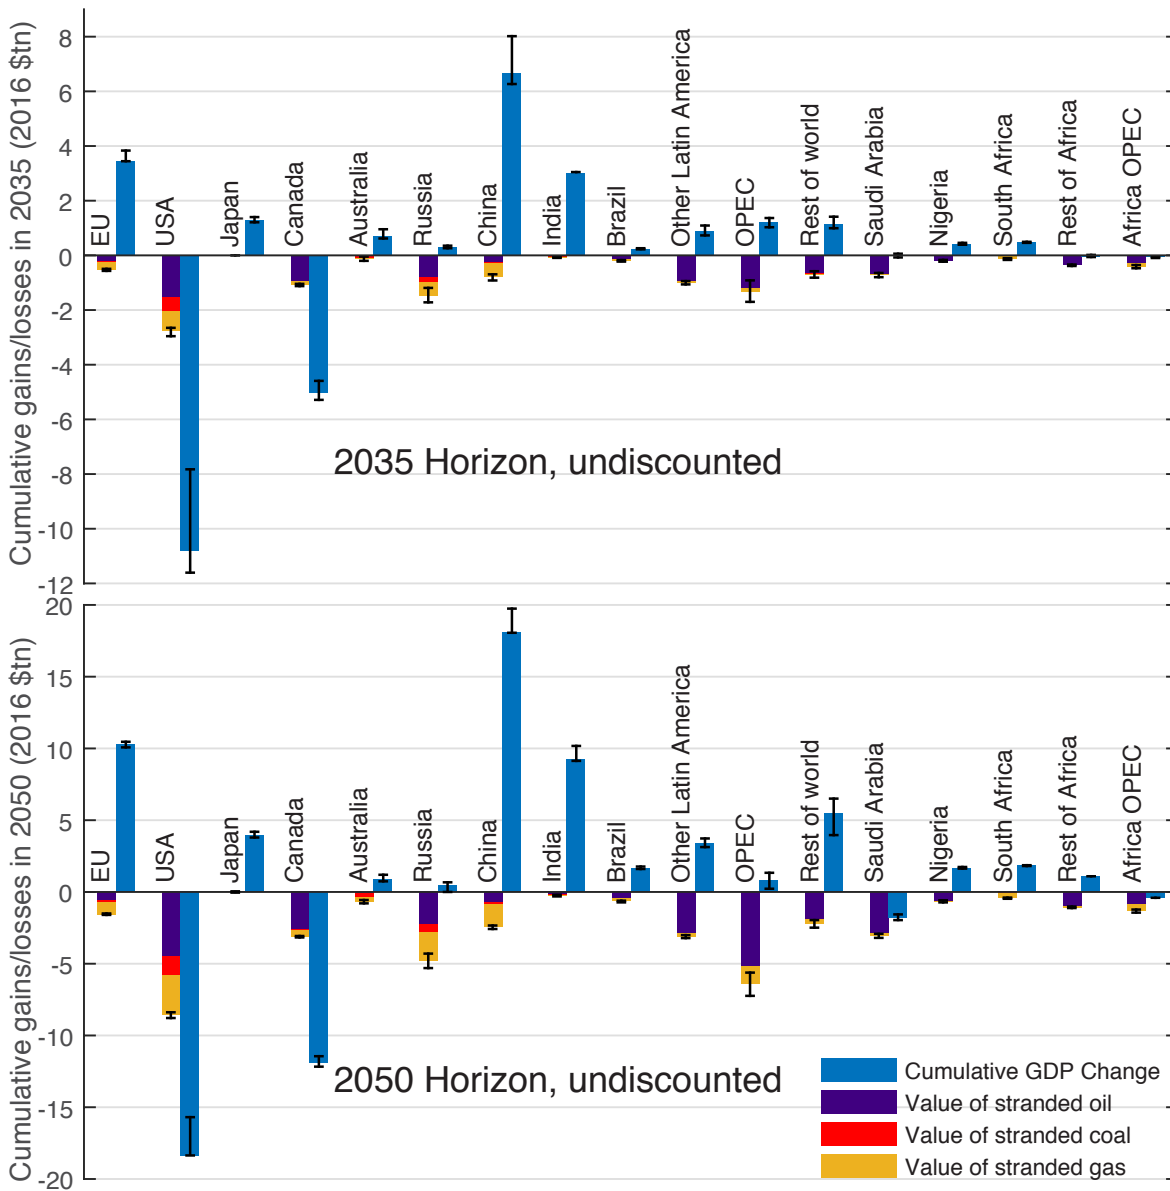 Cumulative gains/losses in 2035 (2016 $tn)
8
6
4
2
0
-2
-4
-6
-8
-10
-12
EU
USA
Japan
Canada
Australia
Russia
China
India
Brazil
Other Latin America
OPEC
Rest of world
Saudi Arabia
Nigeria
South Africa
Rest of Africa
Africa OPEC
2035 Horizon, undiscounted
Cumulative gains/losses in 2050 (2016 $tn)
20
15
10
5
0
-5
-10
-15
-20
EU
USA
Japan
Canada
Australia
Russia
China
India
Brazil
Other Latin America
OPEC
Rest of world
Saudi Arabia
Nigeria
South Africa
Rest of Africa
Africa OPEC
2050 Horizon, undiscounted
Cumulative GDP Change
Value of stranded oil
Value of stranded coal
Value of stranded gas